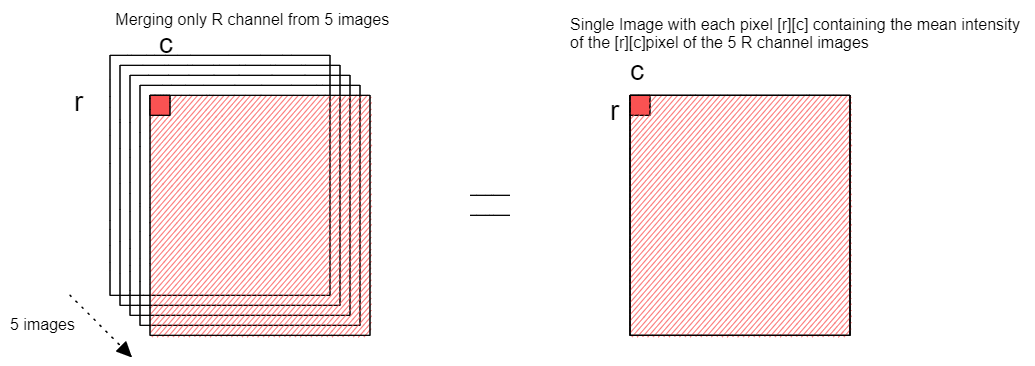 Merging only R channel from 5 images
c
r
5 images
Single Image with each pixel [r][c] containing the mean intensity
of the [r][c]pixel of the 5 R channel images
c
r